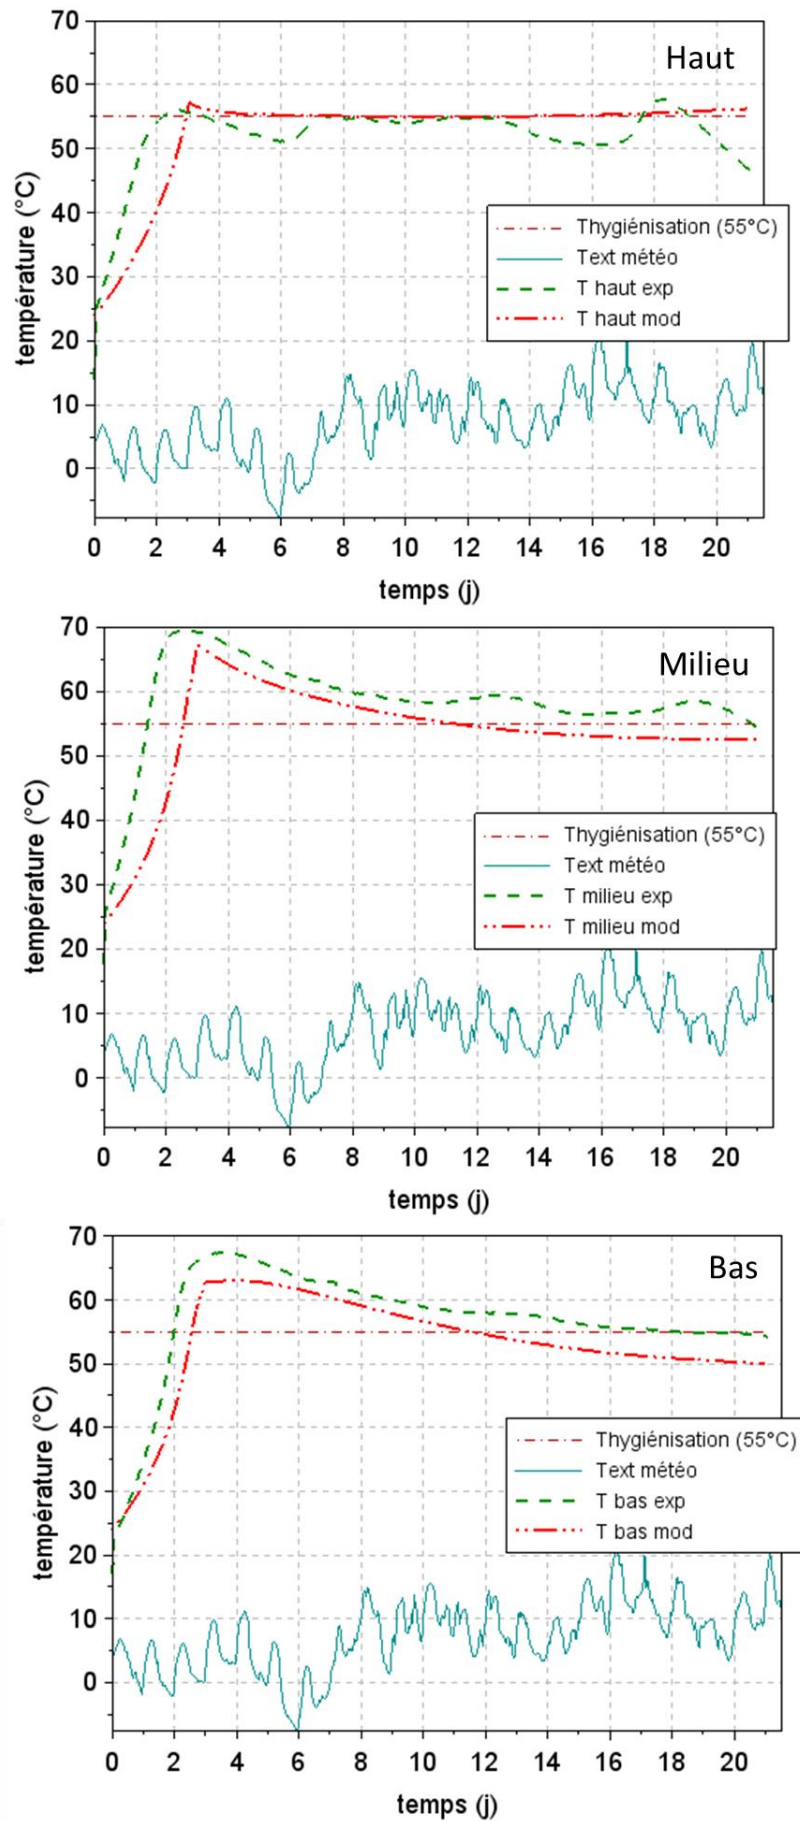 Haut
température (°C)
70
60
50
40
30
20
10
0
Thygiénisation (55°C)
Text météo
T haut exp
T haut mod
0 2 4 6 8 10 12 14 16 18 20
temps (j)
Milieu
température (°C)
70
60
50
40
30
20
10
0
Thygiénisation (55°C)
Text météo
T milieu exp
T milieu mod
0 2 4 6 8 10 12 14 16 18 20
temps (j)
Bas
température (°C)
70
60
50
40
30
20
10
0
Thygiénisation (55°C)
Text météo
T bas exp
T bas mod
0 2 4 6 8 10 12 14 16 18 20
temps (j)